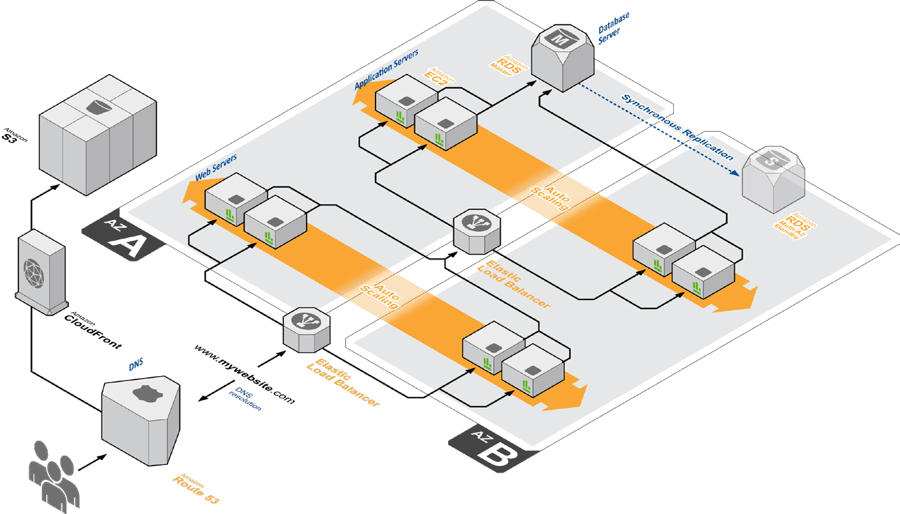 Database
Server
Amazon
RDS
Master
M
Application Servers
Amazon
EC2
Synchronous Replication
S
Amazon
RDS
Multi-AZ
Standby
Amazon
S3
Web Servers
Auto
Scaling
AZ
A
Elastic
Load Balancer
Auto
Scaling
Amazon
CloudFront
DNS
www.mywebsite.com
DNS
resolution
Elastic
Load Balancer
AZ
B
Amazon
Route 53